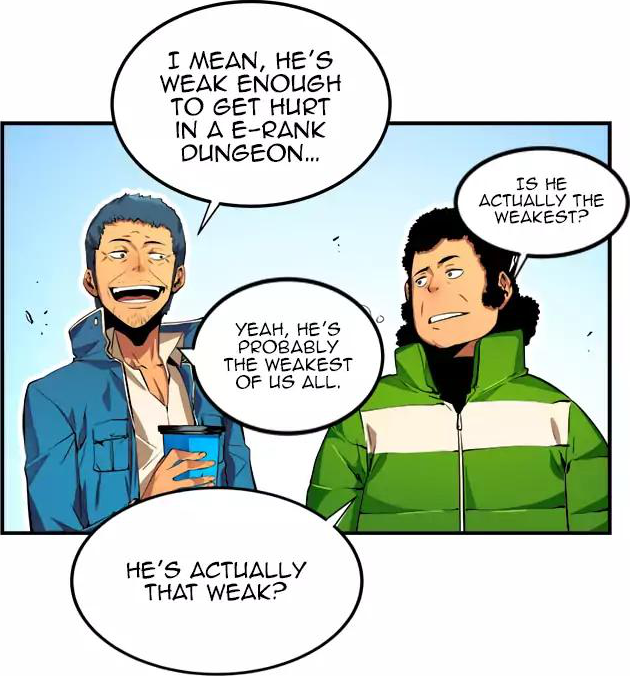 I MEAN, HE'S
WEAK ENOUGH
TO GET HURT
IN A E-RANK
DUNGEON...
IS HE
ACTUALLY THE
WEAKEST?
YEAH, HE'S
PROBABLY
THE WEAKEST
OF US ALL.
HE'S ACTUALLY
THAT WEAK?